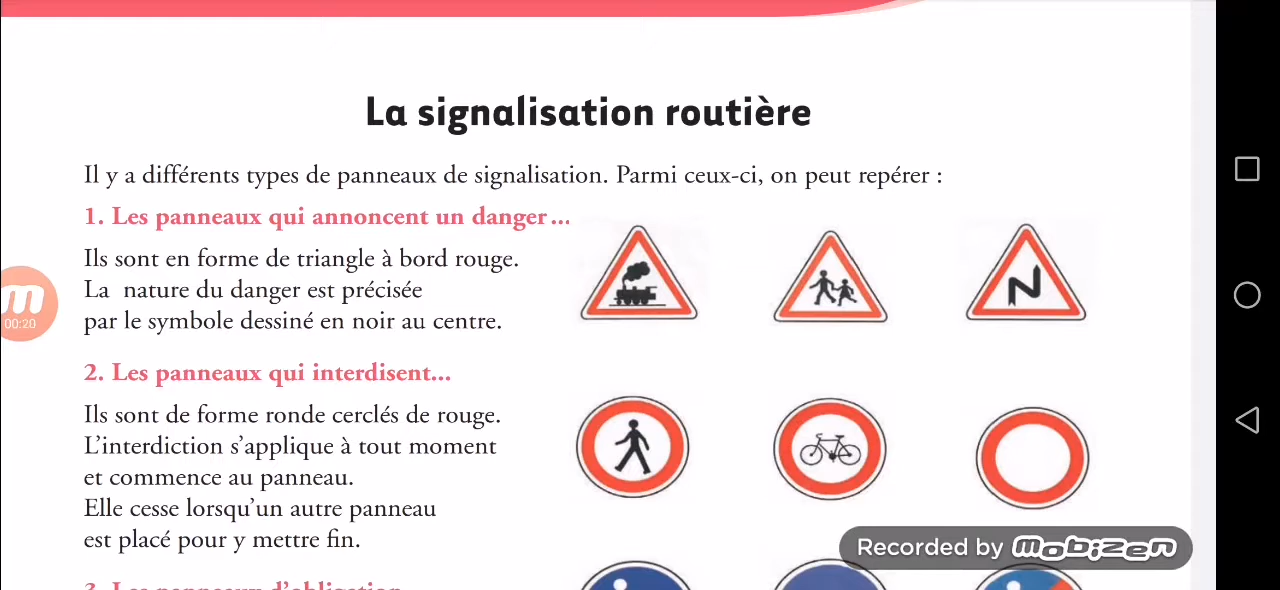 La signalisation routière
Il y a différents types de panneaux de signalisation. Parmi ceux-ci, on peut repérer :
1. Les panneaux qui annoncent un danger...
Ils sont en forme de triangle à bord rouge.
La nature du danger est précisée
par le symbole dessiné en noir au centre.
2. Les panneaux qui interdisent...
Ils sont de forme ronde cerclés de rouge.
L'interdiction s'applique à tout moment
et commence au panneau.
Elle cesse lorsqu'un autre panneau
est placé pour y mettre fin.
3. Les panneaux d'obligation
m
00:20
Recorded by mobizen